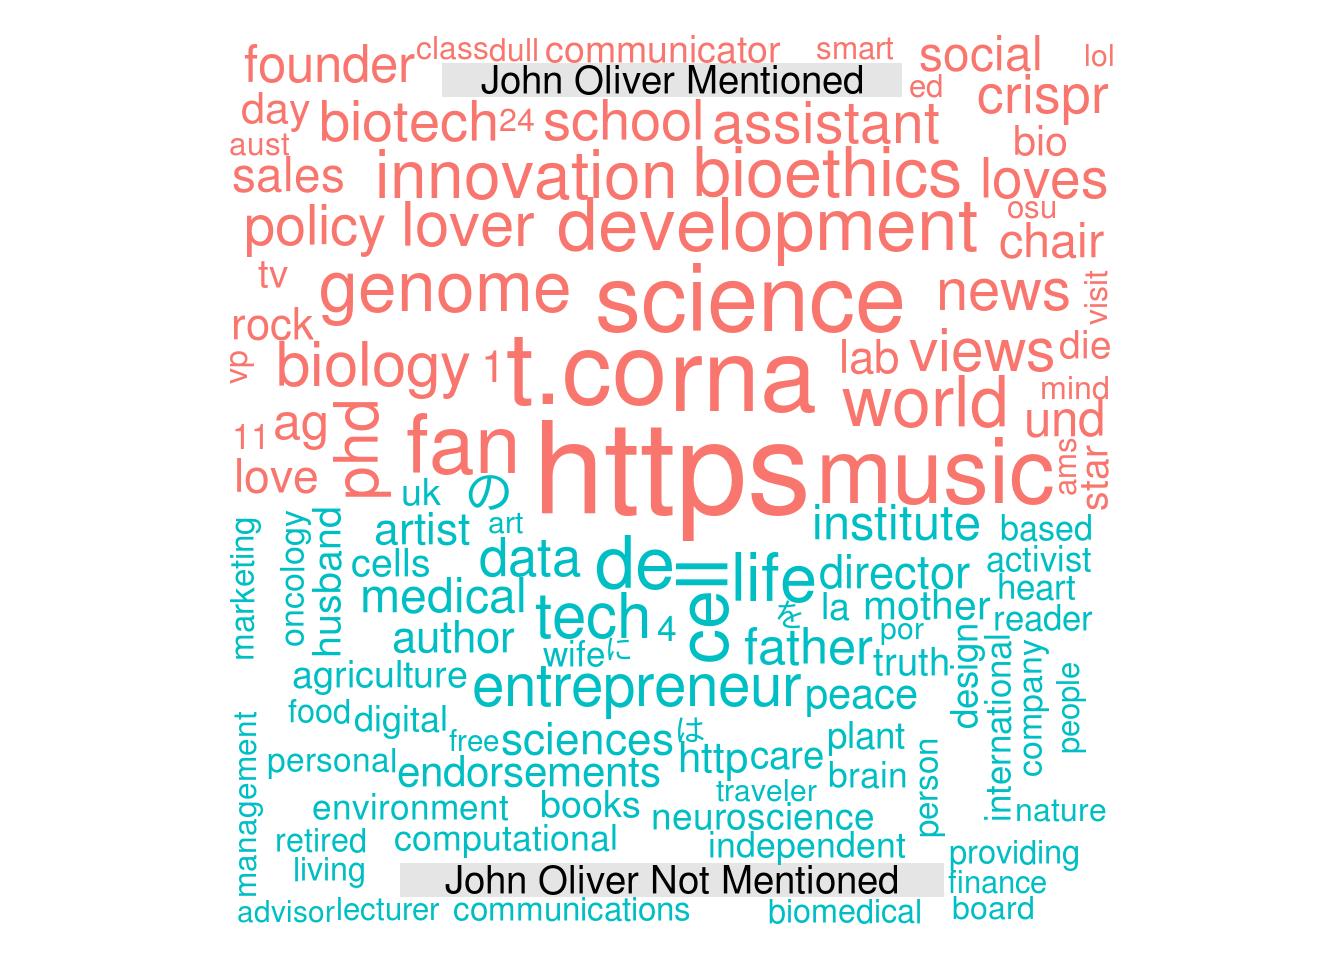 founder class dull communicator smart social lol
John Oliver Mentioned
day biotech 24 school assistant ed crispr
aust sales innovation bioethics bio loves
policy lover development osu chair
tv genome science news visit
rock vp biology 1 t.co rna lab views die
world mind
11 ag phd fan https music und
love ams star
uk の
marketing oncology husband artist art institute based
cells data de cell life director activist
medical tech 4 を la mother heart
author wife に father por reader
agriculture truth design international company people
entrepreneur peace
food digital free sciences は plant
management personal endorsements http care brain person
environment books traveler nature
retired computational neuroscience independent
living providing
John Oliver Not Mentioned finance
advisor lecturer communications biomedical board